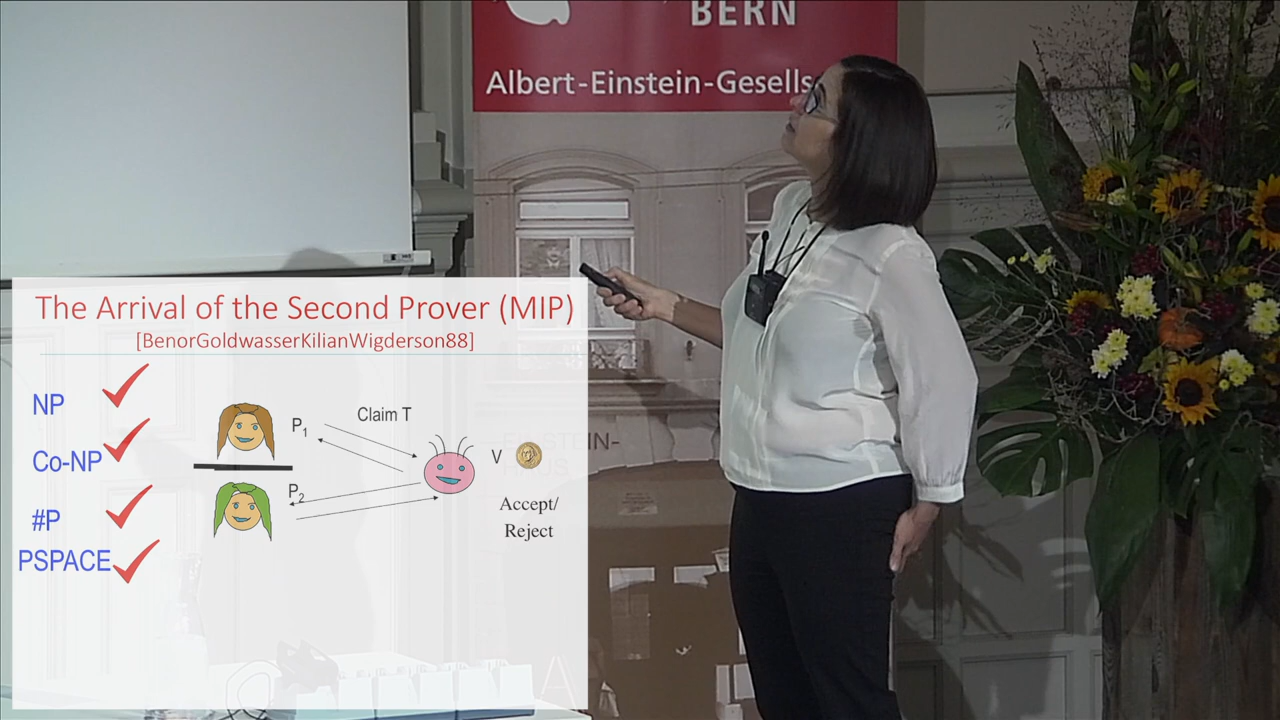 BERN
Albert-Einstein-Gesells
The Arrival of the Second Prover (MIP)
[BenorGoldwasserKilianWigderson88]
NP
Co-NP
#P
PSPACE
P1
Claim T
V
P2
Accept/
Reject
EINSTEIN-